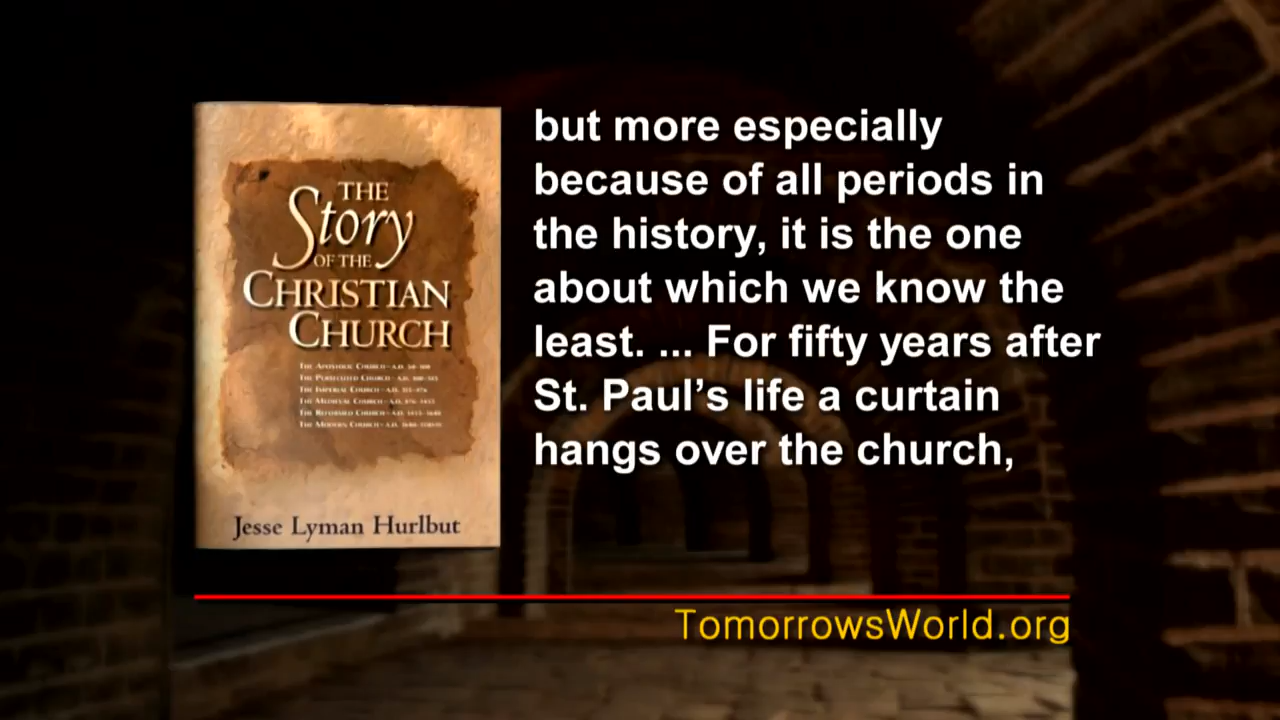 THE
Story
OF THE
CHRISTIAN
CHURCH
Jesse Lyman Hurlbut
but more especially
because of all periods in
the history, it is the one
about which we know the
least. ... For fifty years after
St. Paul’s life a curtain
hangs over the church,
TomorrowsWorld.org